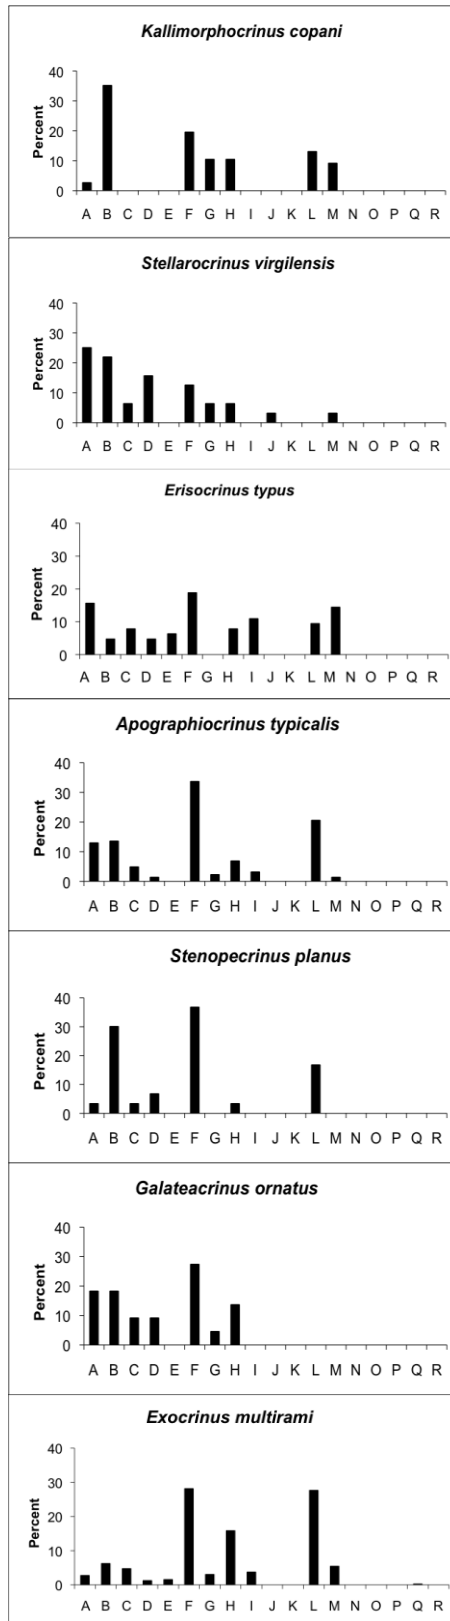 Kallimorphocrinus copani
40
30
20
10
0
Percent
A B C D E F G H I J K L M N O P Q R
Stellarocrinus virgilensis
40
30
20
10
0
Percent
A B C D E F G H I J K L M N O P Q R
Erisocrinus typus
40
30
20
10
0
Percent
A B C D E F G H I J K L M N O P Q R
Apographiocrinus typicalis
40
30
20
10
0
Percent
A B C D E F G H I J K L M N O P Q R
Stenopecrinus planus
40
30
20
10
0
Percent
A B C D E F G H I J K L M N O P Q R
Galateacrinus ornatus
40
30
20
10
0
Percent
A B C D E F G H I J K L M N O P Q R
Exocrinus multirami
40
30
20
10
0
Percent
A B C D E F G H I J K L M N O P Q R